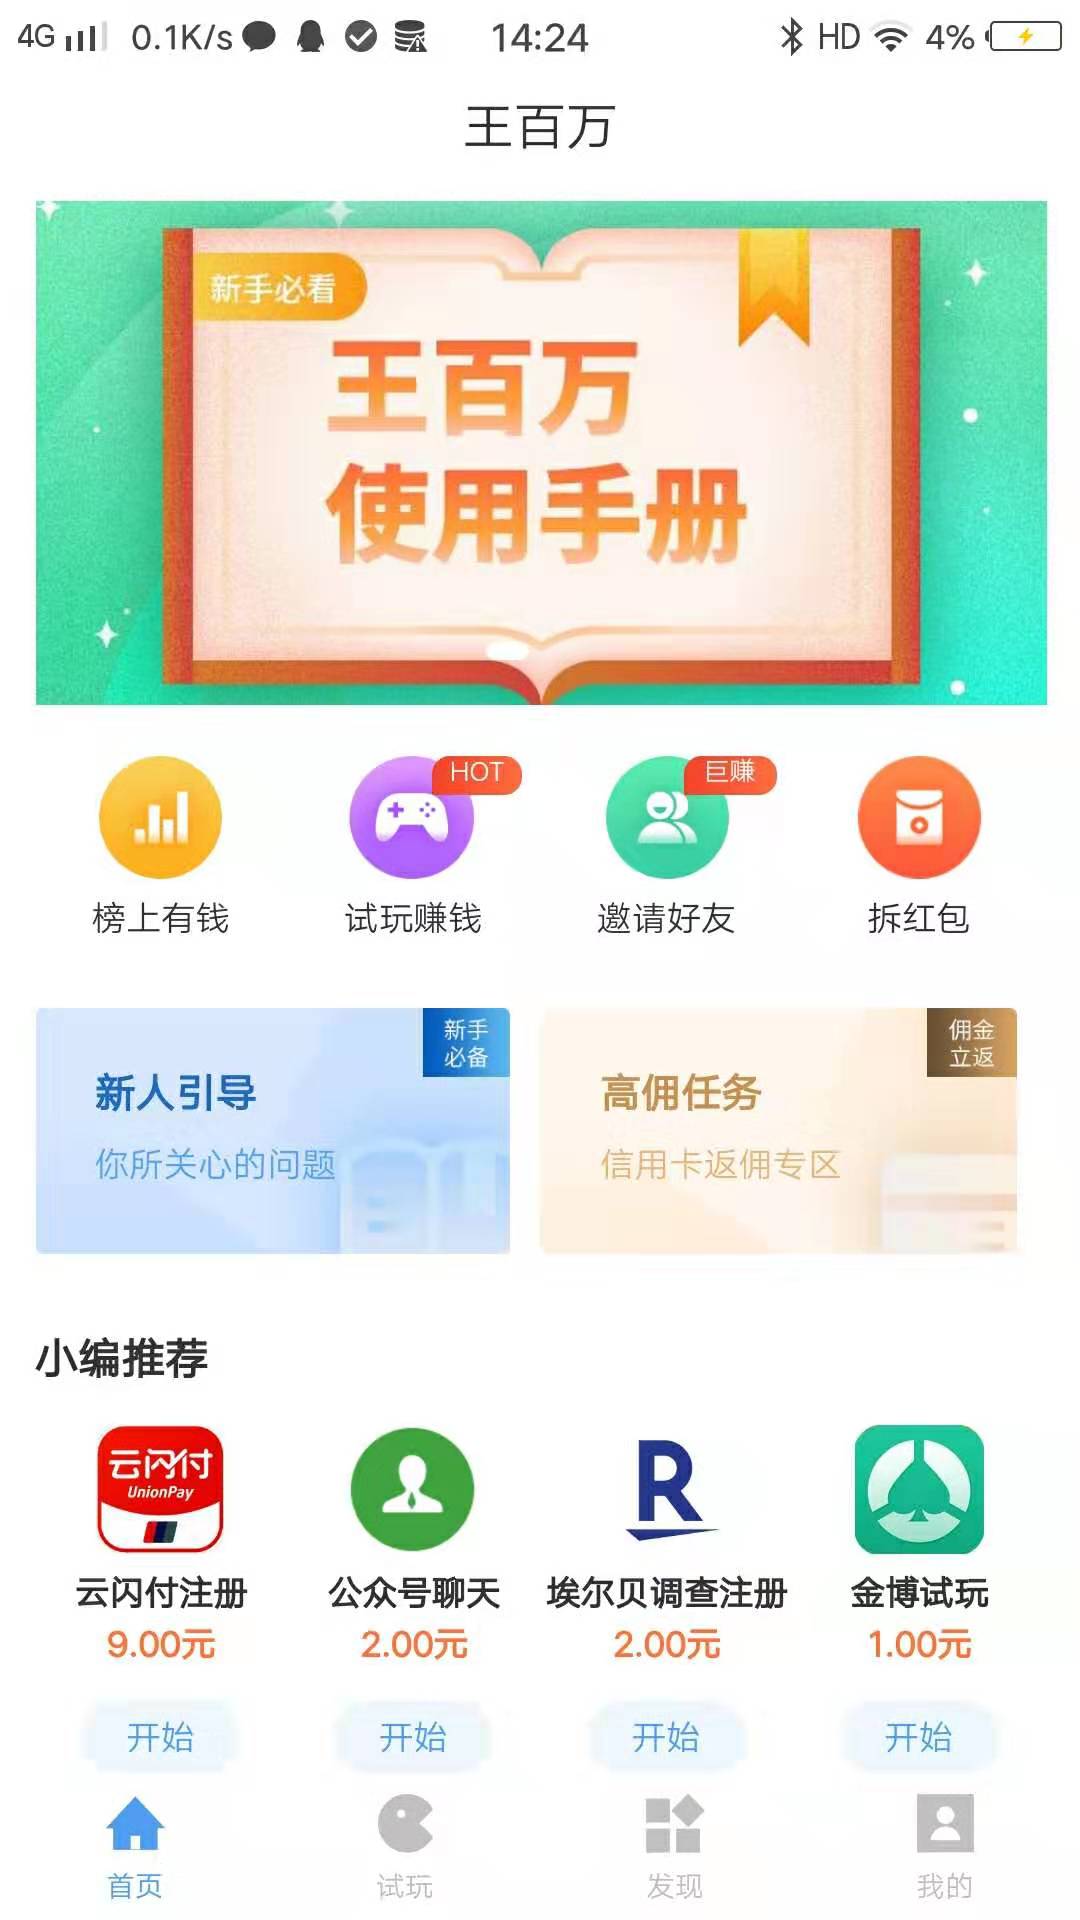 4G 0.1K/s 14:24 HD 4%
王百万
新手必看
王百万
使用手册
HOT
巨赚
榜上有钱
试玩赚钱
邀请好友
拆红包
新手
必备
新人引导
你所关心的问题
佣金
立返
高佣任务
信用卡返佣专区
小编推荐
云闪付
UnionPay
R
云闪付注册
公众号聊天
埃尔贝调查注册
金博试玩
9.00元
2.00元
2.00元
1.00元
开始
开始
开始
开始
首页
试玩
发现
我的